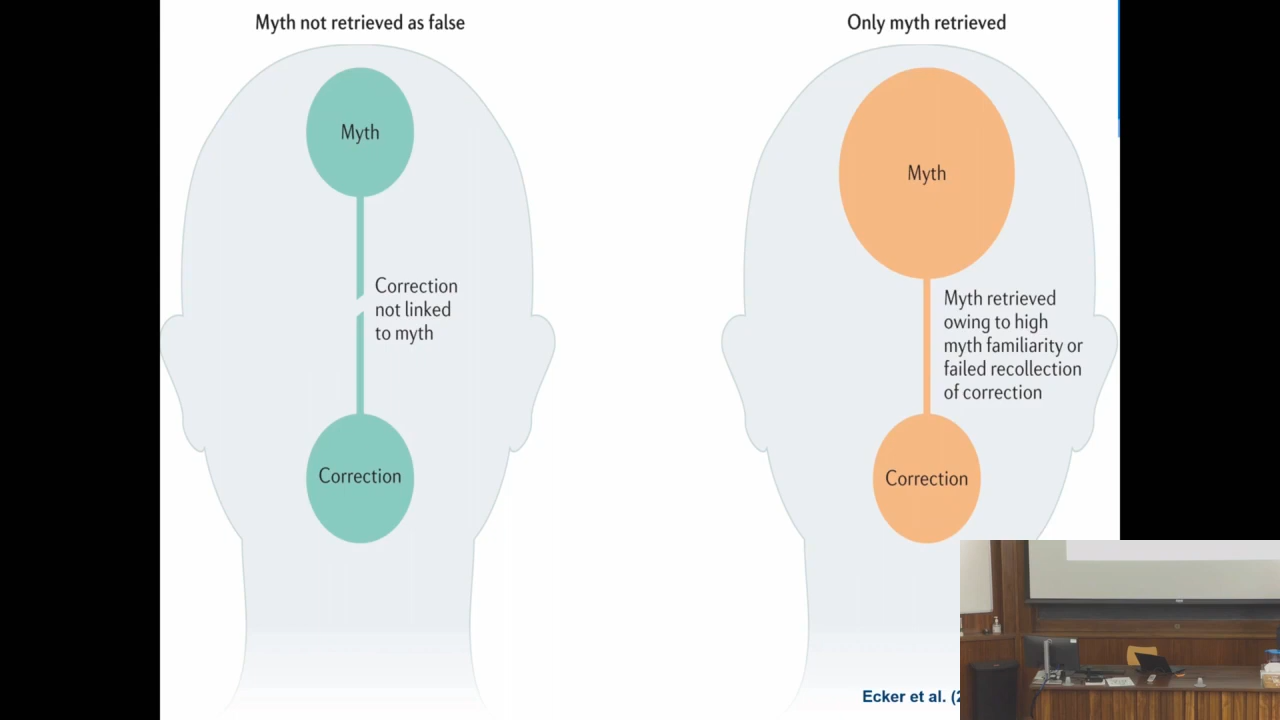 Myth not retrieved as false
Myth
Correction
not linked
to myth
Correction
Only myth retrieved
Myth
Myth retrieved
owing to high
myth familiarity or
failed recollection
of correction
Correction
Ecker et al. (2